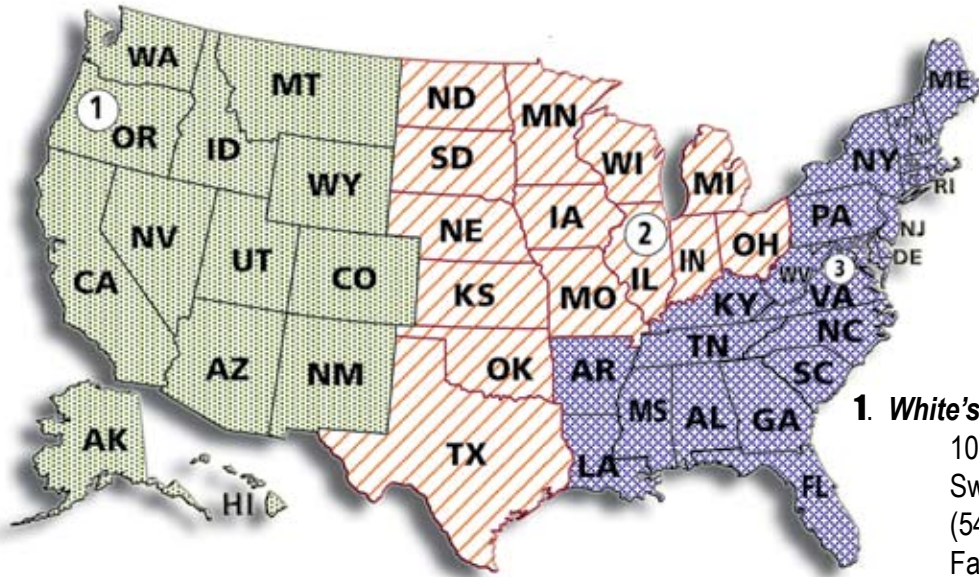 WA
MT
ND
MN
ME
1
OR
ID
SD
WI
MI
NY
VT
NH
WY
RI
NV
NE
IA
2
PA
NJ
CA
UT
CO
IL
IN
OH
DE
KS
MO
WV
3
VA
KY
AZ
NM
OK
AR
TN
NC
SC
AK
HI
TX
MS
AL
GA
LA
FL
1. White's
10
Sw
(54
Fa